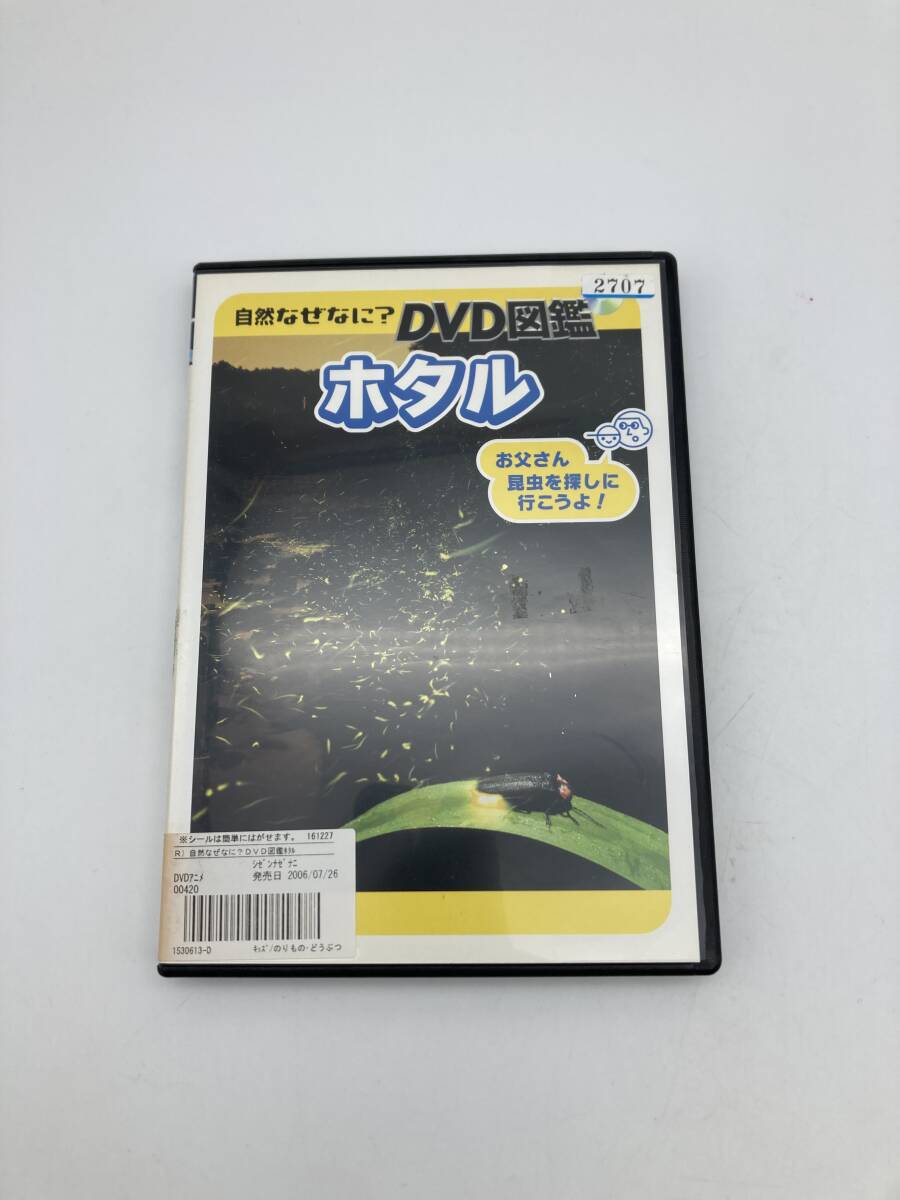 2707
自然なぜなに?DVD図鑑
ホタル
お父さん
昆虫を探しに
行こうよ!
※シールは簡単にはがせます。 161227
R) 自然なぜなに?DVD図鑑ﾎﾀﾙ
ｼｾﾞﾝﾅｾﾞﾅﾆ
DVDｱﾆﾒ 発売日 2006/07/26
00420
1S30613-D ｷｯｽﾞ/のりもの･どうぶつ